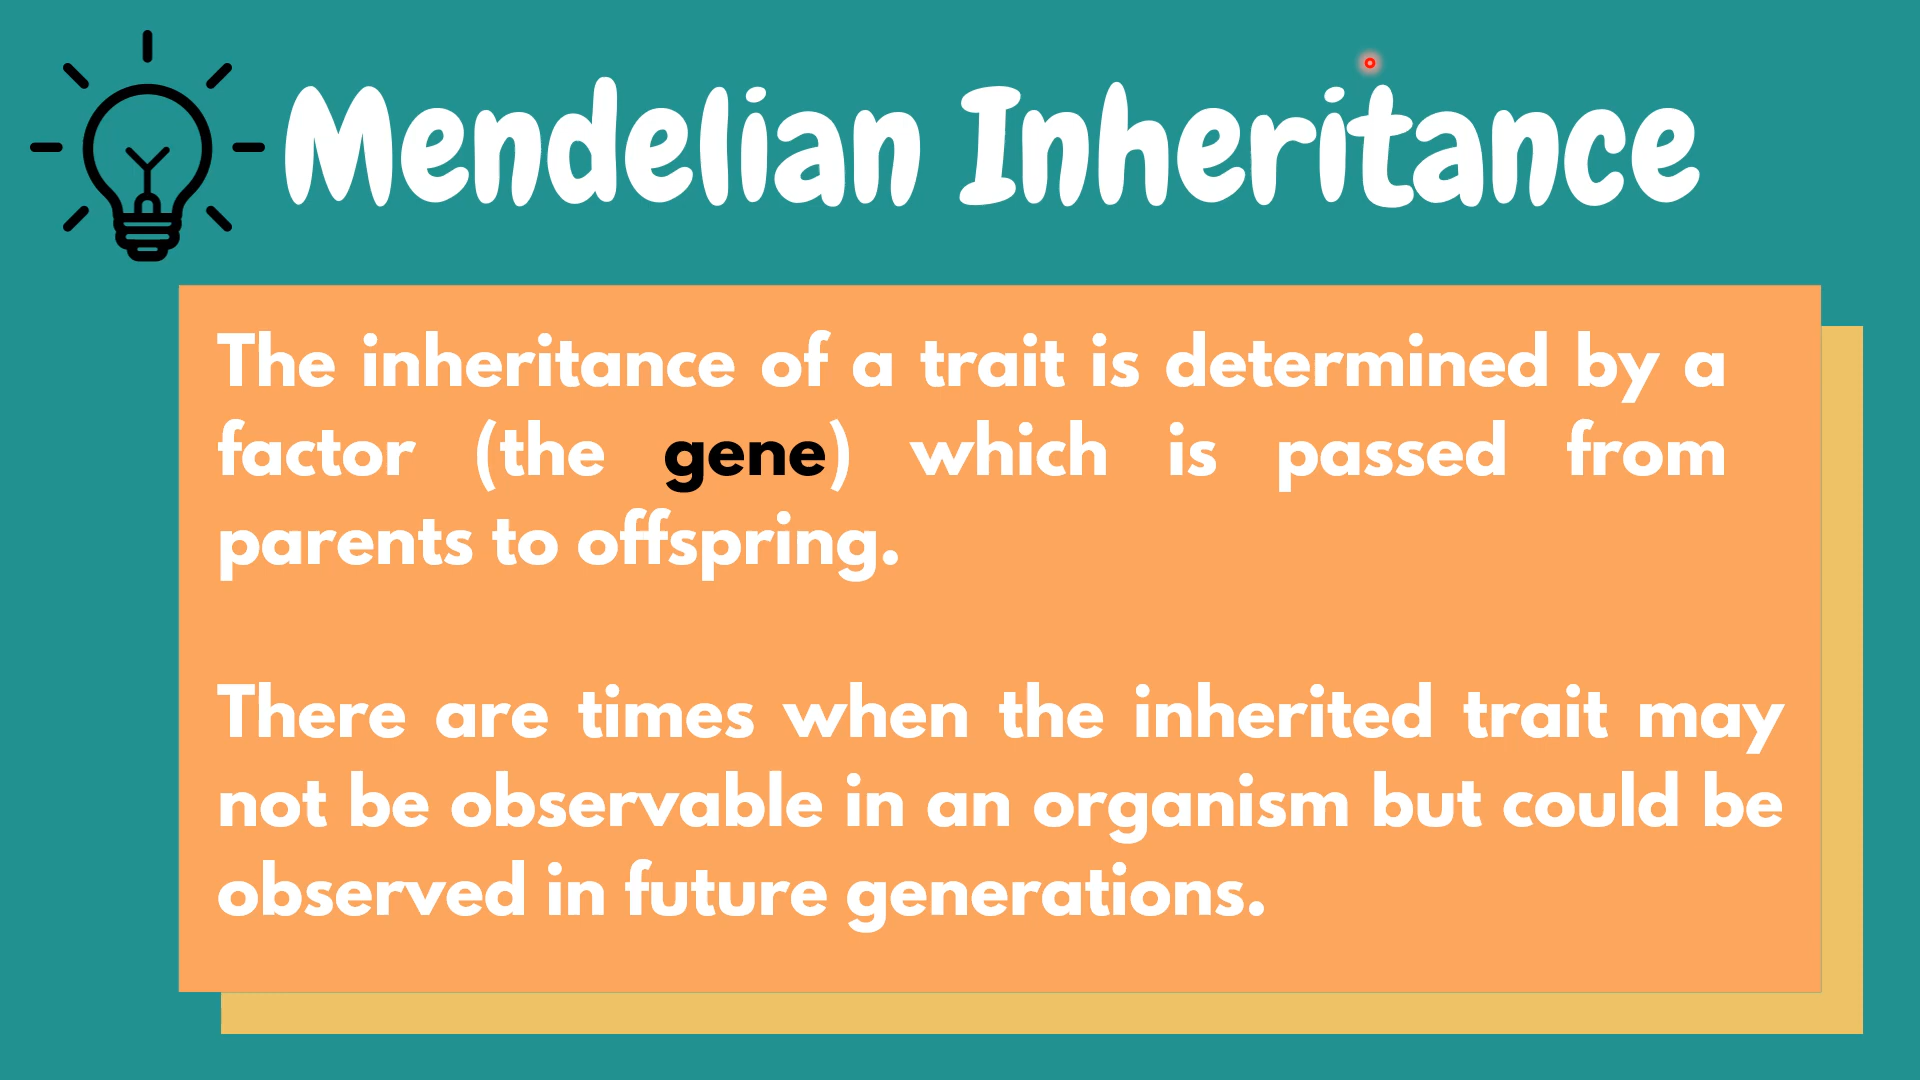 Mendelian Inheritance
The inheritance of a trait is determined by a
factor (the gene) which is passed from
parents to offspring.
There are times when the inherited trait may
not be observable in an organism but could be
observed in future generations.